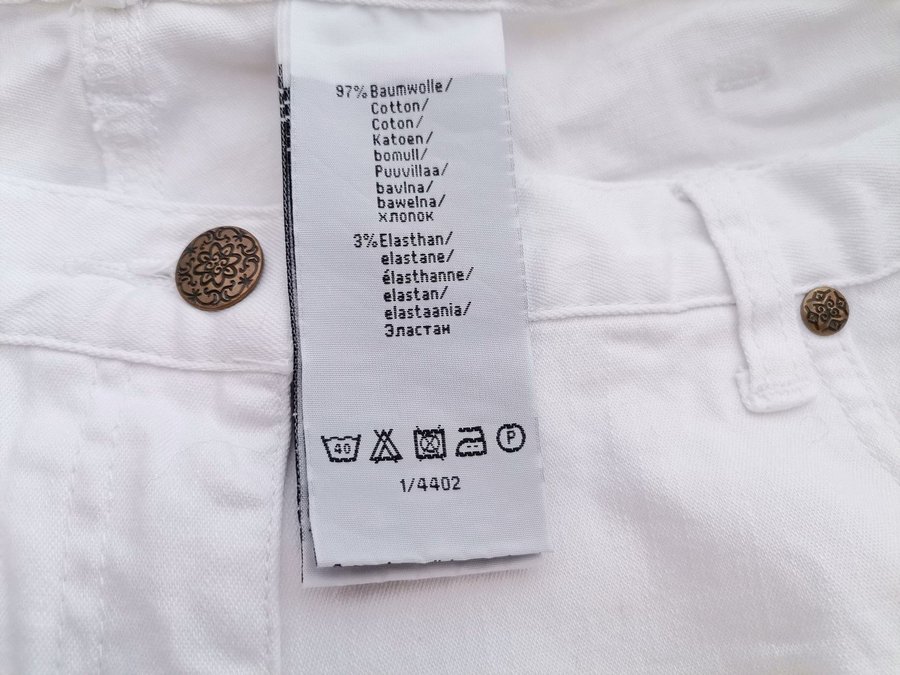 97% Baumwolle/
Cotton/
Coton/
Katoen/
bomull/
Puuvillaa/
bavlna/
bawełna/
хлопок
3% Elasthan/
elastane/
élasthanne/
elastan/
elastaania/
Эластан
40
P
1/4402